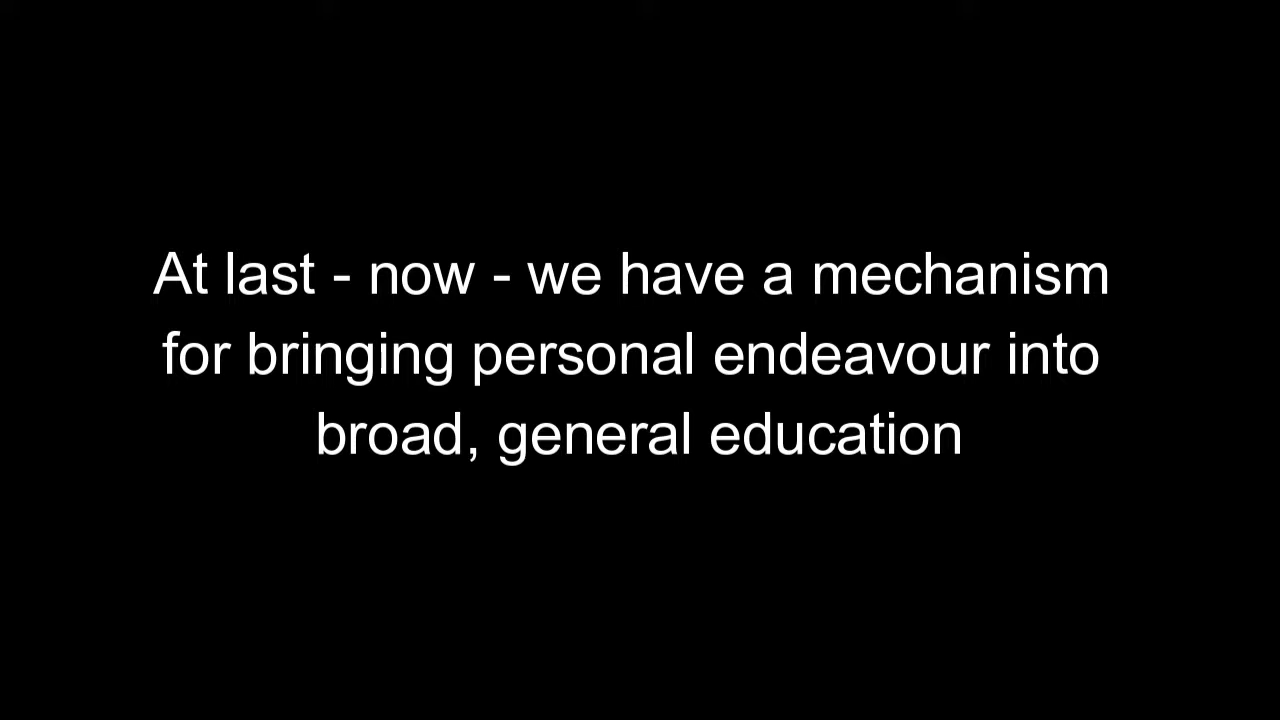 At last - now - we have a mechanism
for bringing personal endeavour into
broad, general education